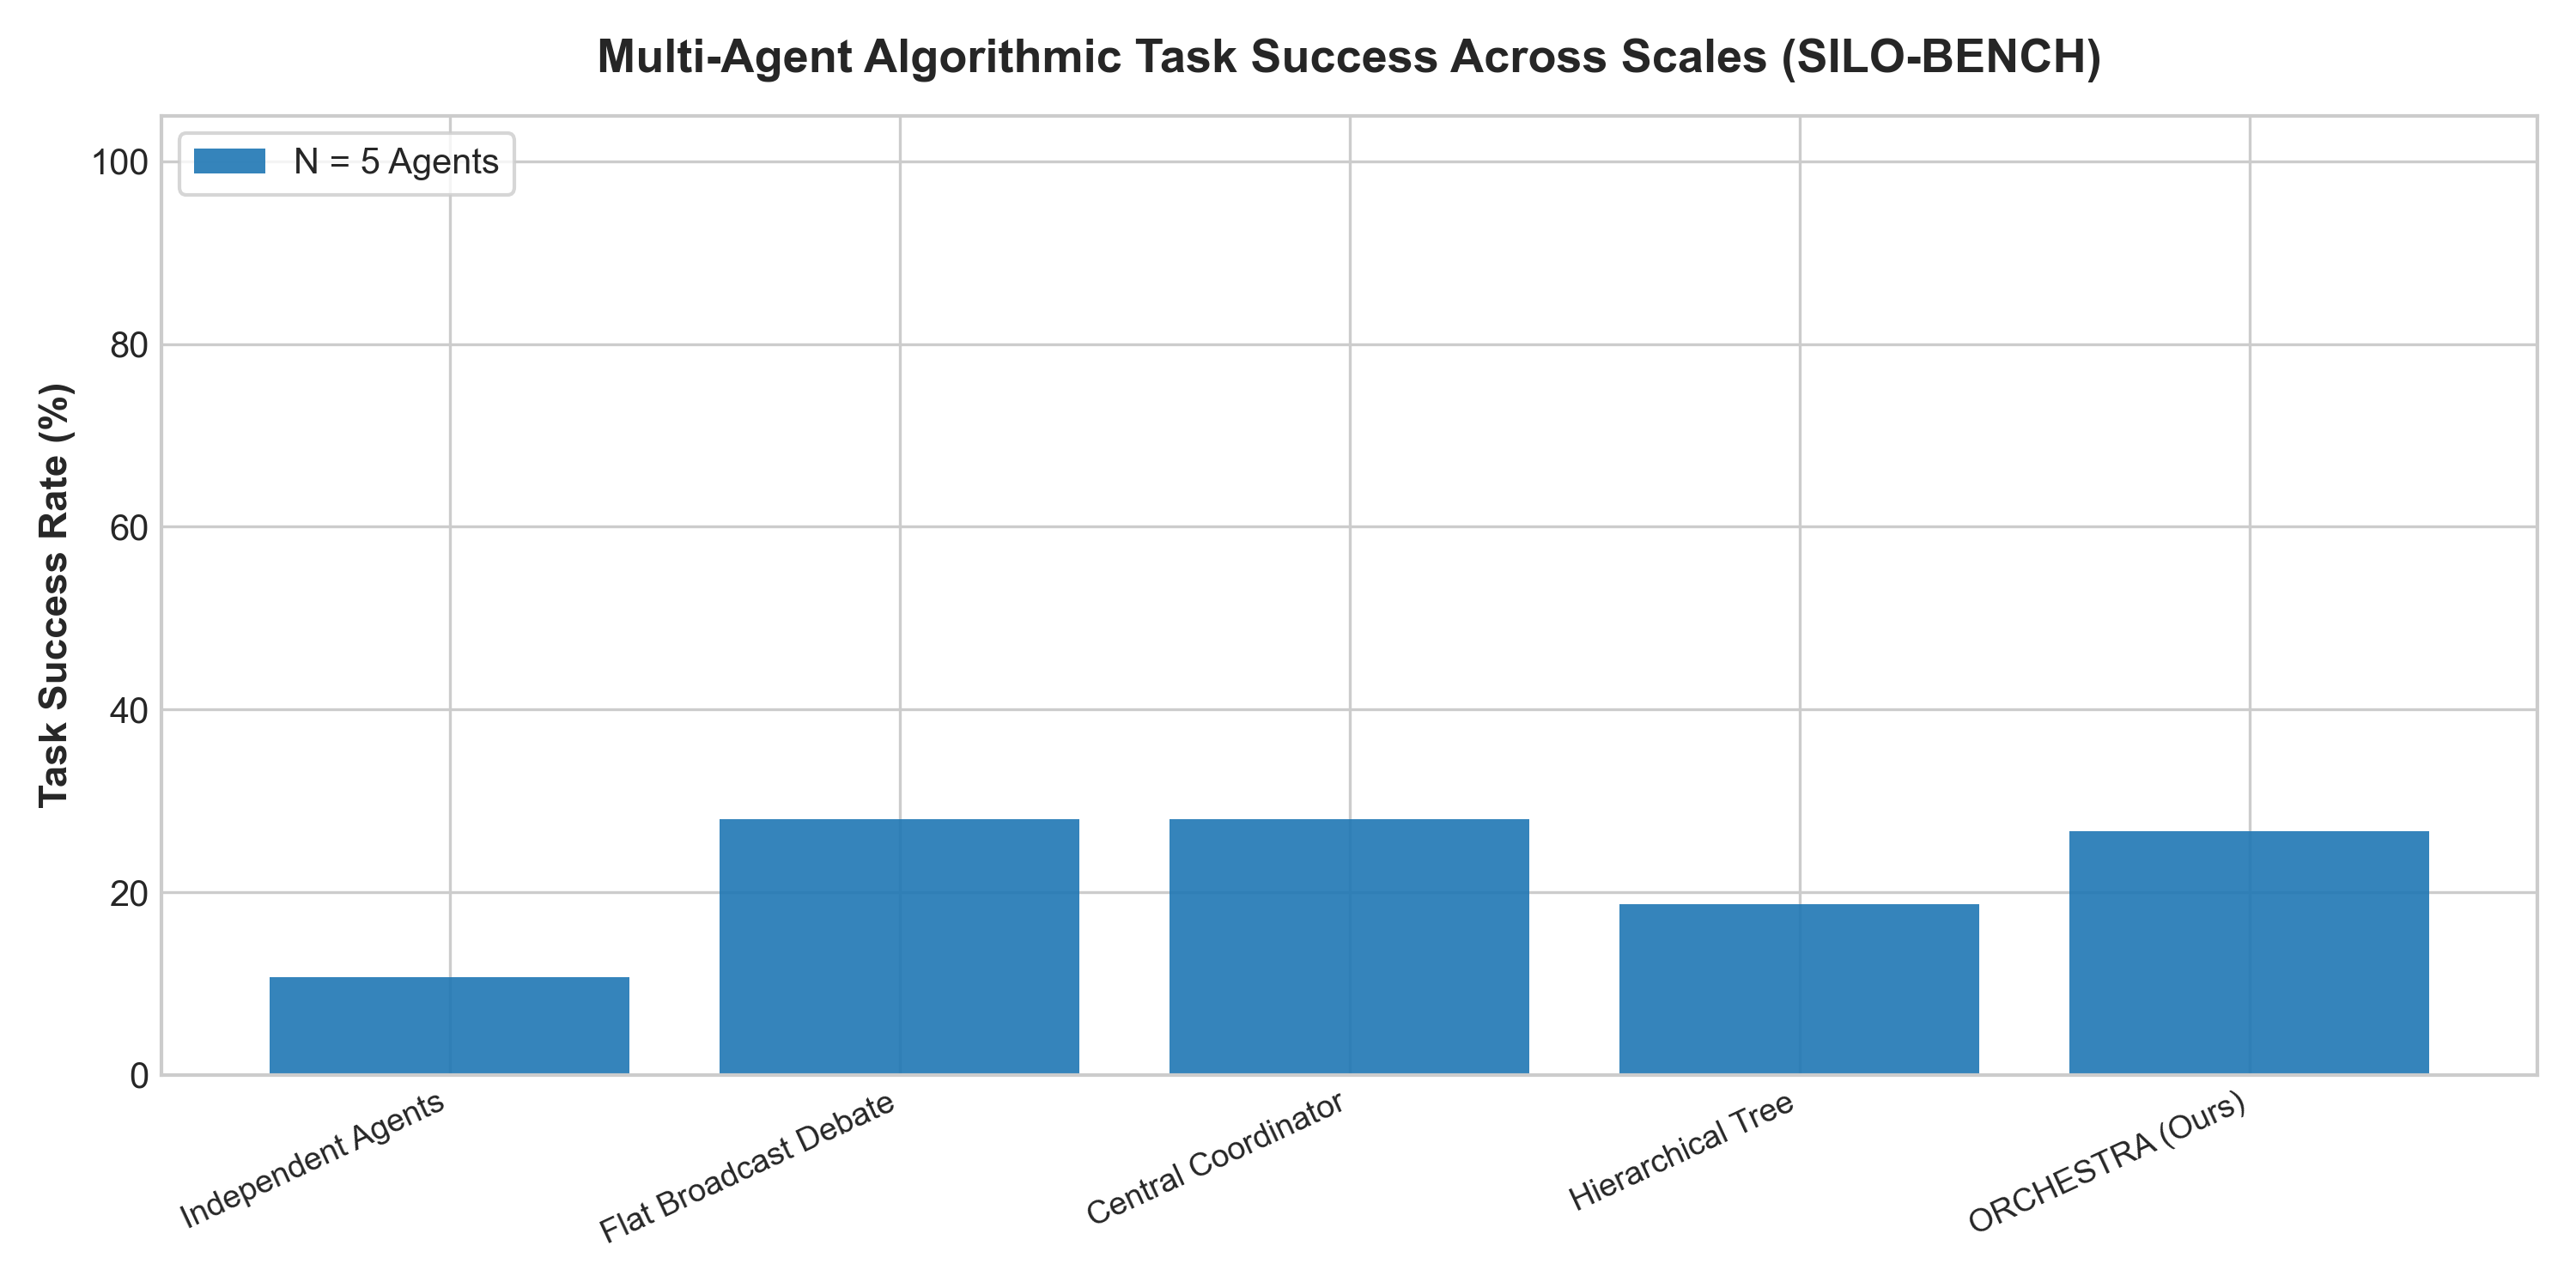 Multi-Agent Algorithmic Task Success Across Scales (SILO-BENCH)
N = 5 Agents
Task Success Rate (%)
100
80
60
40
20
0
Independent Agents
Flat Broadcast Debate
Central Coordinator
Hierarchical Tree
ORCHESTRA (Ours)